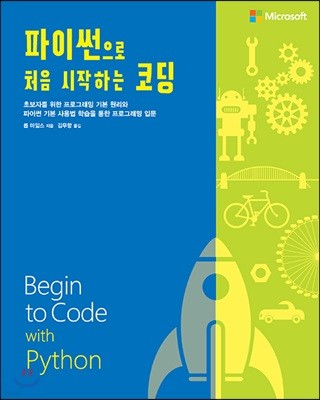 Microsoft
파이썬으로
처음 시작하는 코딩
초보자를 위한 프로그래밍 기본 원리와
파이썬 기본 사용법 학습을 통한 프로그래밍 입문
롭 마일스 지음 김무항 옮김
Begin
to Code
with
Python